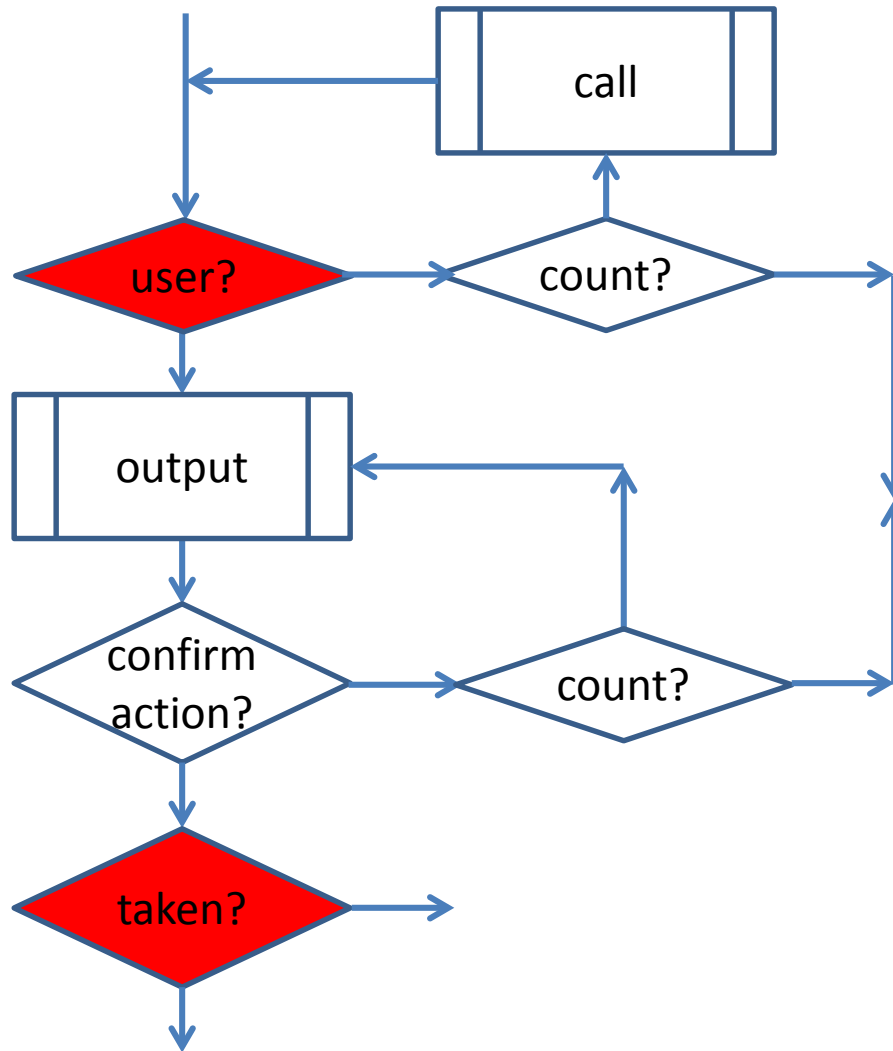 call
user?
count?
output
confirm
action?
count?
taken?